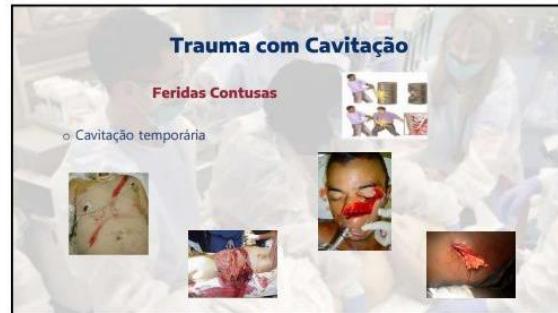 Trauma com Cavitação
Feridas Contusas
o Cavitação temporária